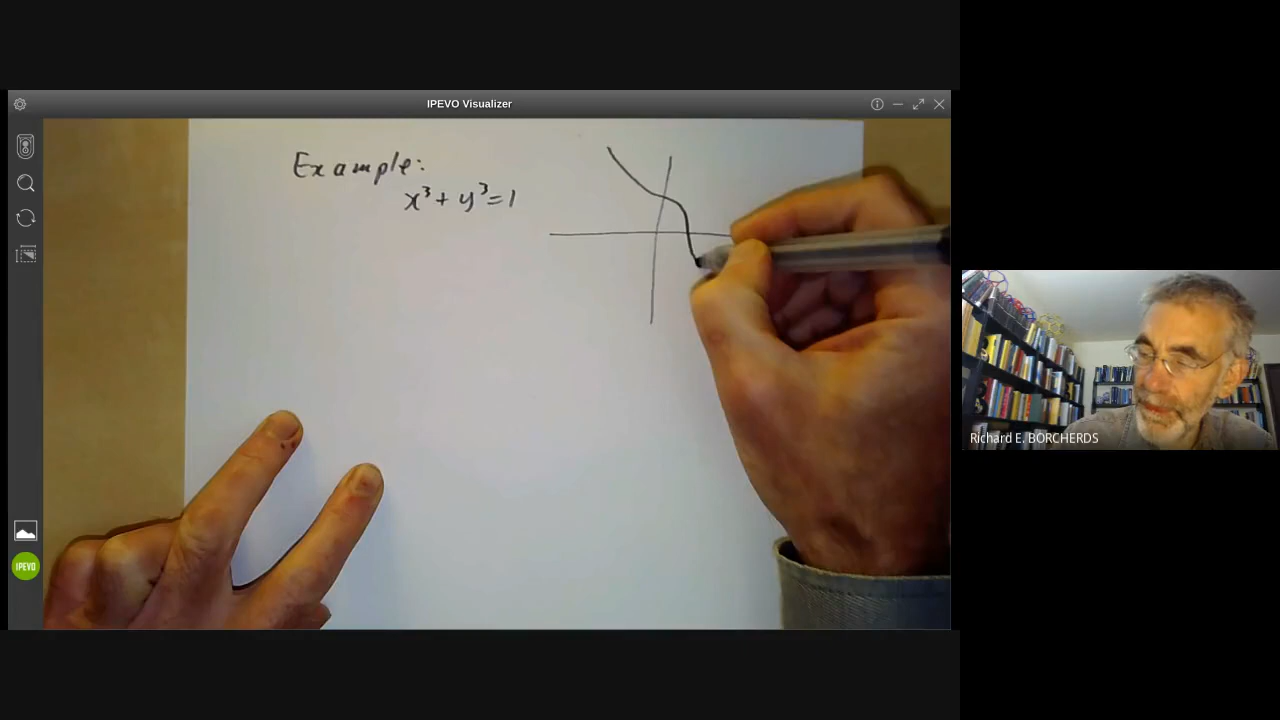 IPEVO Visualizer
Example:
x³ + y³ = 1
IPEVO
Richard E. BORCHERDS